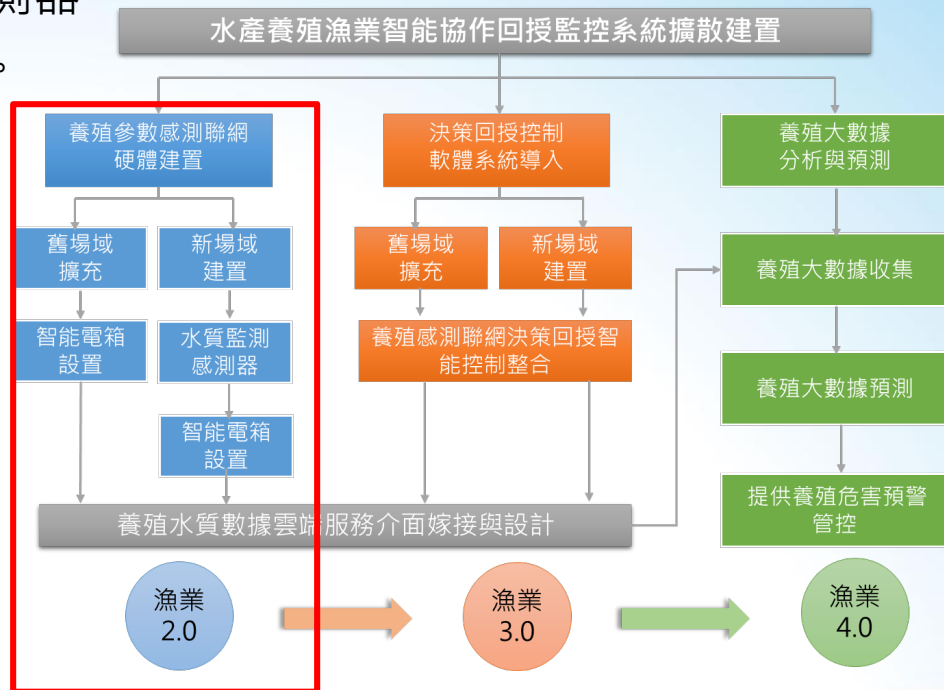 測器
。
水產養殖漁業智能協作回授監控系統擴散建置
養殖參數感測聯網
硬體建置
決策回授控制
軟體系統導入
養殖大數據
分析與預測
舊場域
擴充
新場域
建置
舊場域
擴充
新場域
建置
養殖大數據收集
智能電箱
設置
水質監測
感測器
養殖感測聯網決策回授智
能控制整合
養殖大數據預測
智能電箱
設置
養殖水質數據雲端服務介面嫁接與設計
提供養殖危害預警
管控
漁業
2.0
漁業
3.0
漁業
4.0